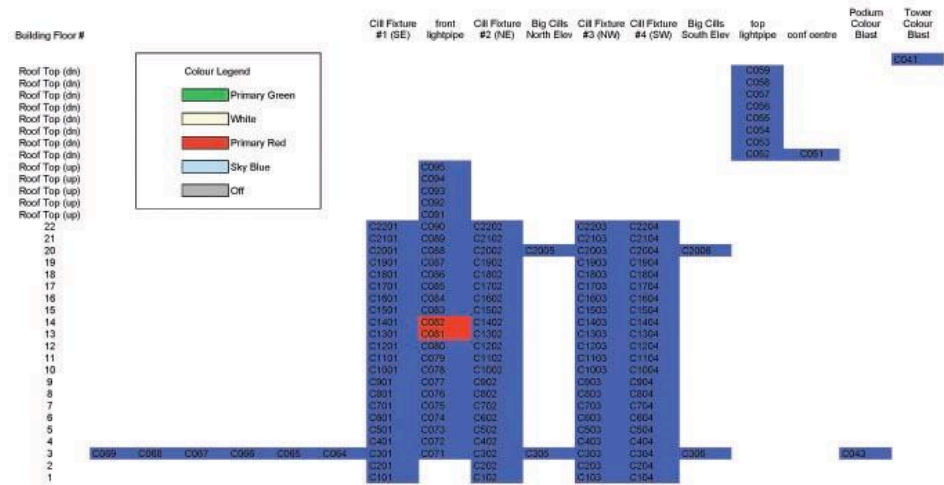 Building Floor # Cill Fixture #1 (SE) front lightpipe Cill Fixture #2 (NE) Big Cills North Elev Cill Fixture #3 (NW) Cill Fixture #4 (SW) Big Cills South Elev top lightpipe conf centre Podium Colour Blast Tower Colour Blast
C041
Roof Top (dn) C059
Roof Top (dn) C058
Roof Top (dn) C057
Roof Top (dn) C056
Roof Top (dn) C055
Roof Top (dn) C054
Roof Top (dn) C053
Roof Top (dn) C052 C051
Roof Top (up) C095
Roof Top (up) C094
Roof Top (up) C093
Roof Top (up) C092
Roof Top (up) C091
Colour Legend
Primary Green
White
Primary Red
Sky Blue
Off
22 C2201 C090 C2202 C2203 C2204
21 C2101 C089 C2102 C2103 C2104
20 C2001 C088 C2002 C2005 C2003 C2004 C2006
19 C1901 C087 C1902 C1903 C1904
18 C1801 C086 C1802 C1803 C1804
17 C1701 C085 C1702 C1703 C1704
16 C1601 C084 C1602 C1603 C1604
15 C1501 C083 C1502 C1503 C1504
14 C1401 C082 C1402 C1403 C1404
13 C1301 C081 C1302 C1303 C1304
12 C1201 C080 C1202 C1203 C1204
11 C1101 C079 C1102 C1103 C1104
10 C1001 C078 C1003 C1004
9 C901 C077 C902 C903 C904
8 C801 C076 C802 C803 C804
7 C701 C075 C702 C703 C704
6 C601 C074 C602 C603 C604
5 C501 C073 C502 C503 C504
4 C401 C072 C402 C403 C404
3 C069 C068 C067 C065 C064 C301 C071 C302 C305 C303 C304 C306 C043
2 C201 C202 C203 C204
1 C101 C102 C103 C104